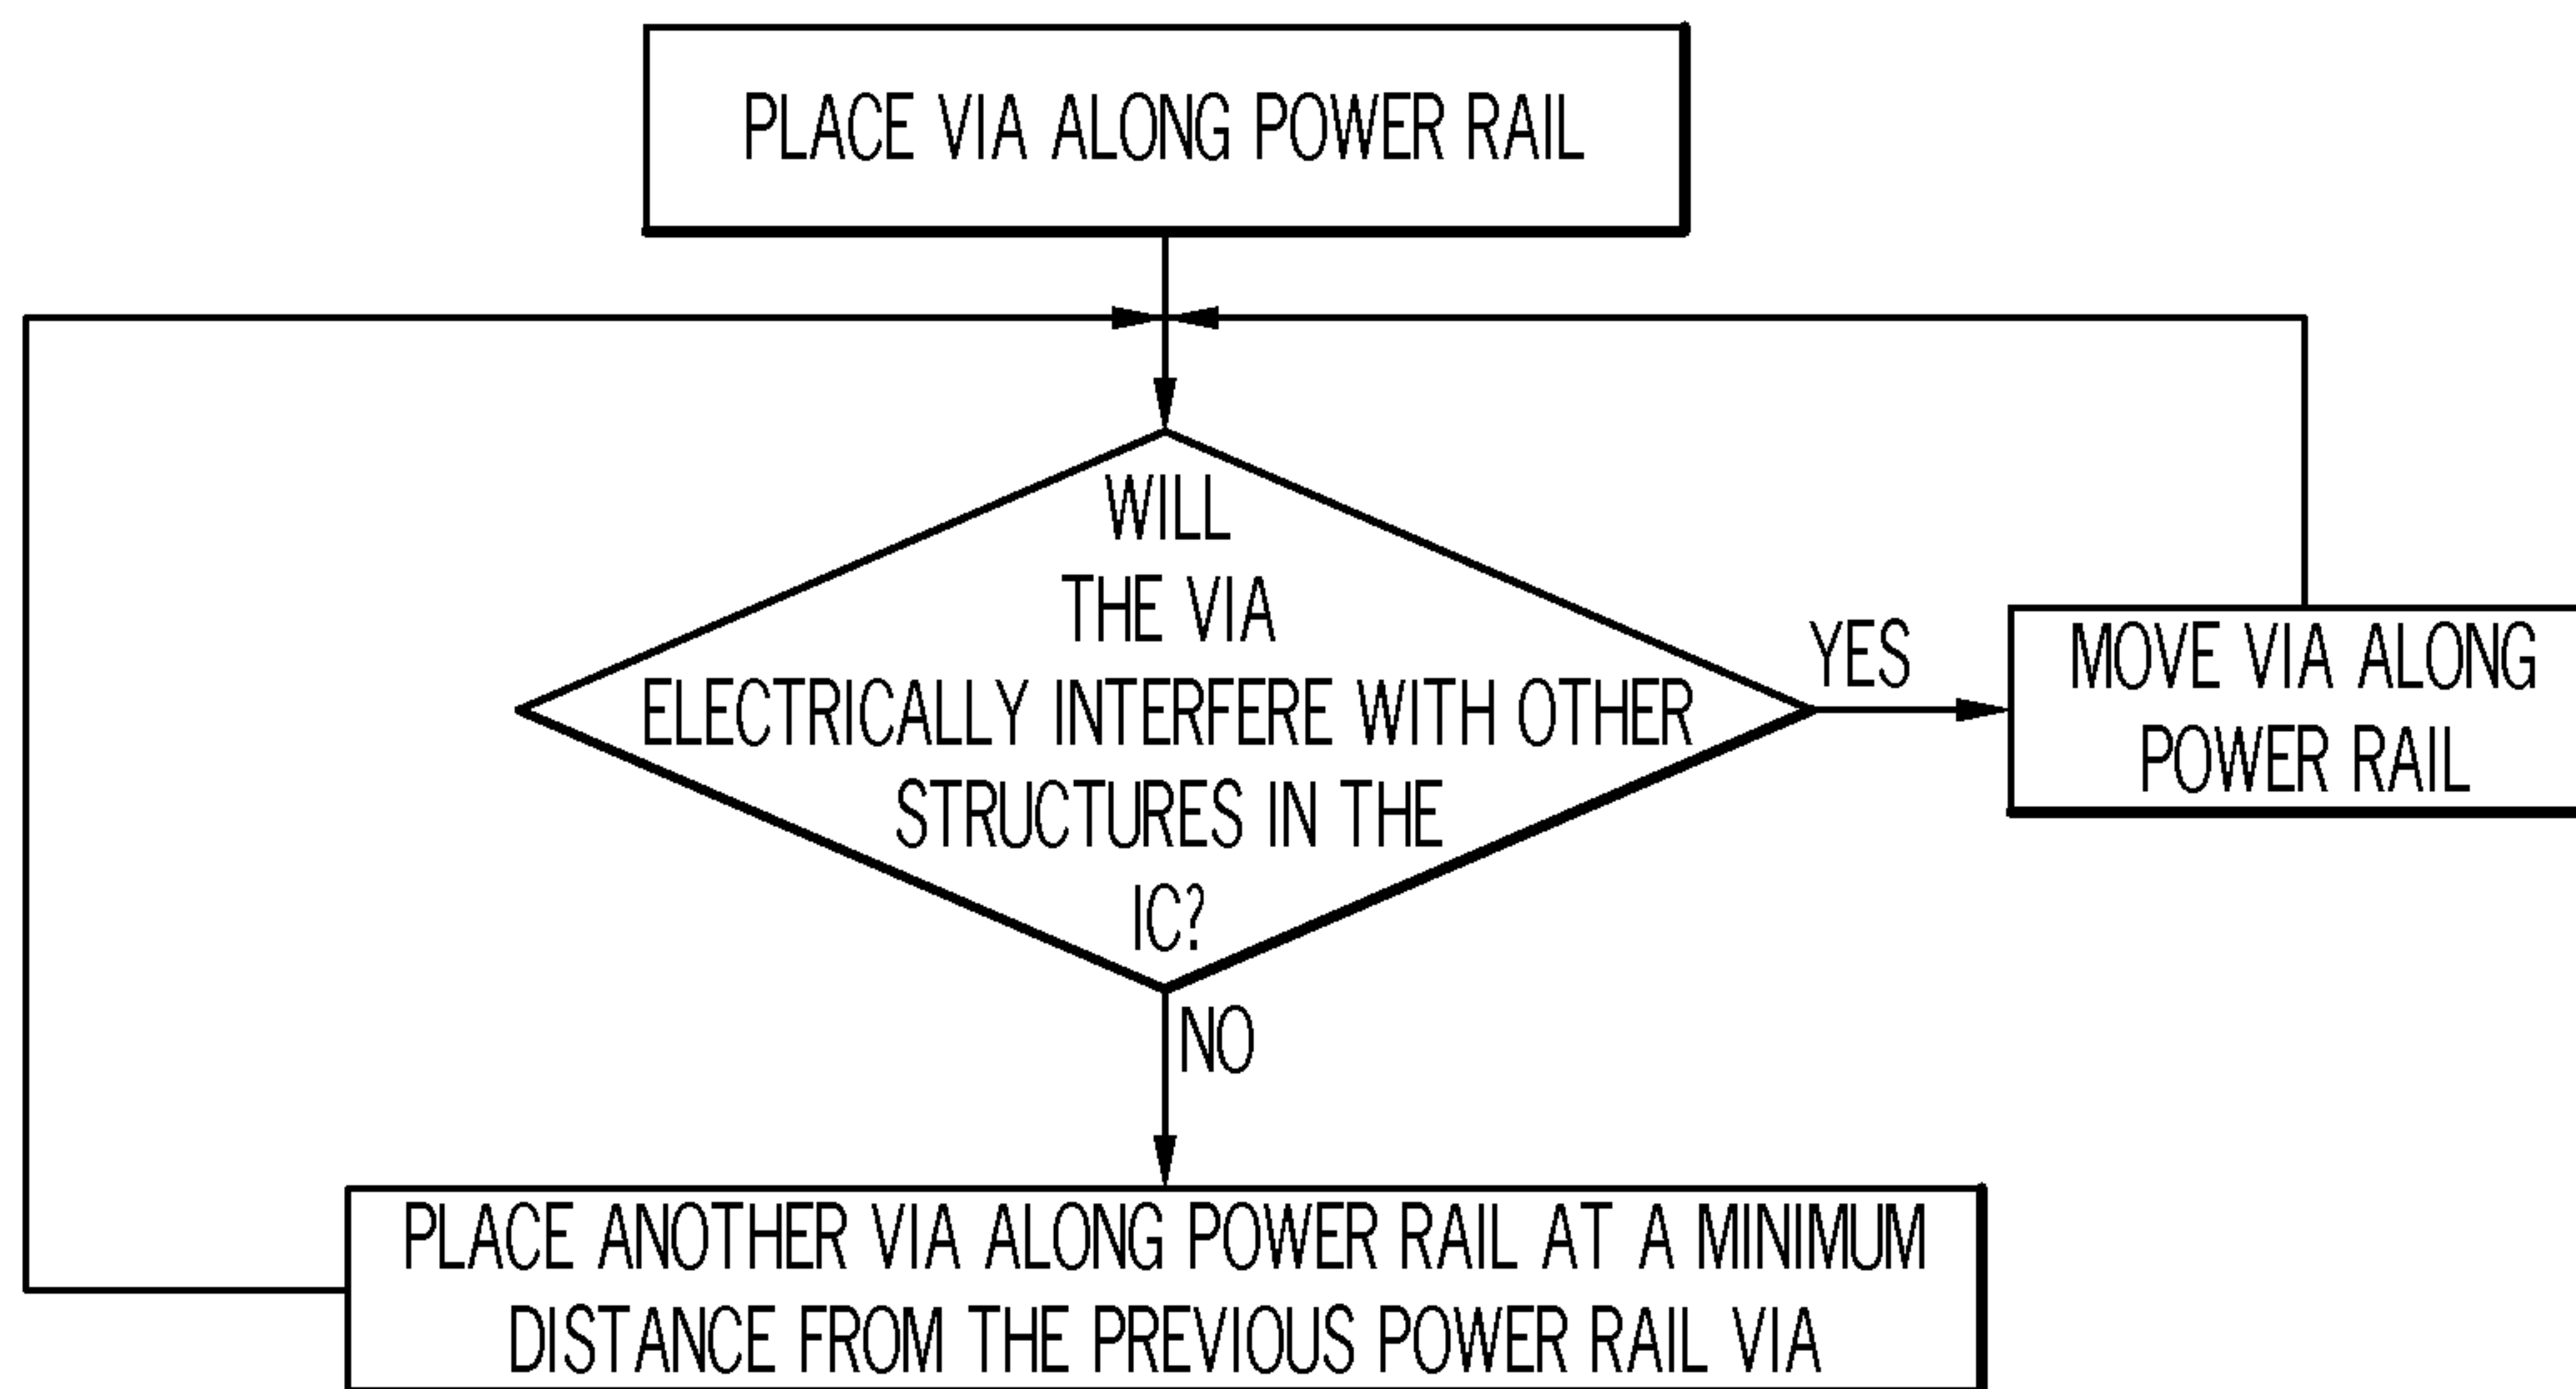 PLACE VIA ALONG POWER RAIL
WILL
THE VIA
ELECTRICALLY INTERFERE WITH OTHER
STRUCTURES IN THE
IC?
YES
MOVE VIA ALONG
POWER RAIL
NO
PLACE ANOTHER VIA ALONG POWER RAIL AT A MINIMUM
DISTANCE FROM THE PREVIOUS POWER RAIL VIA